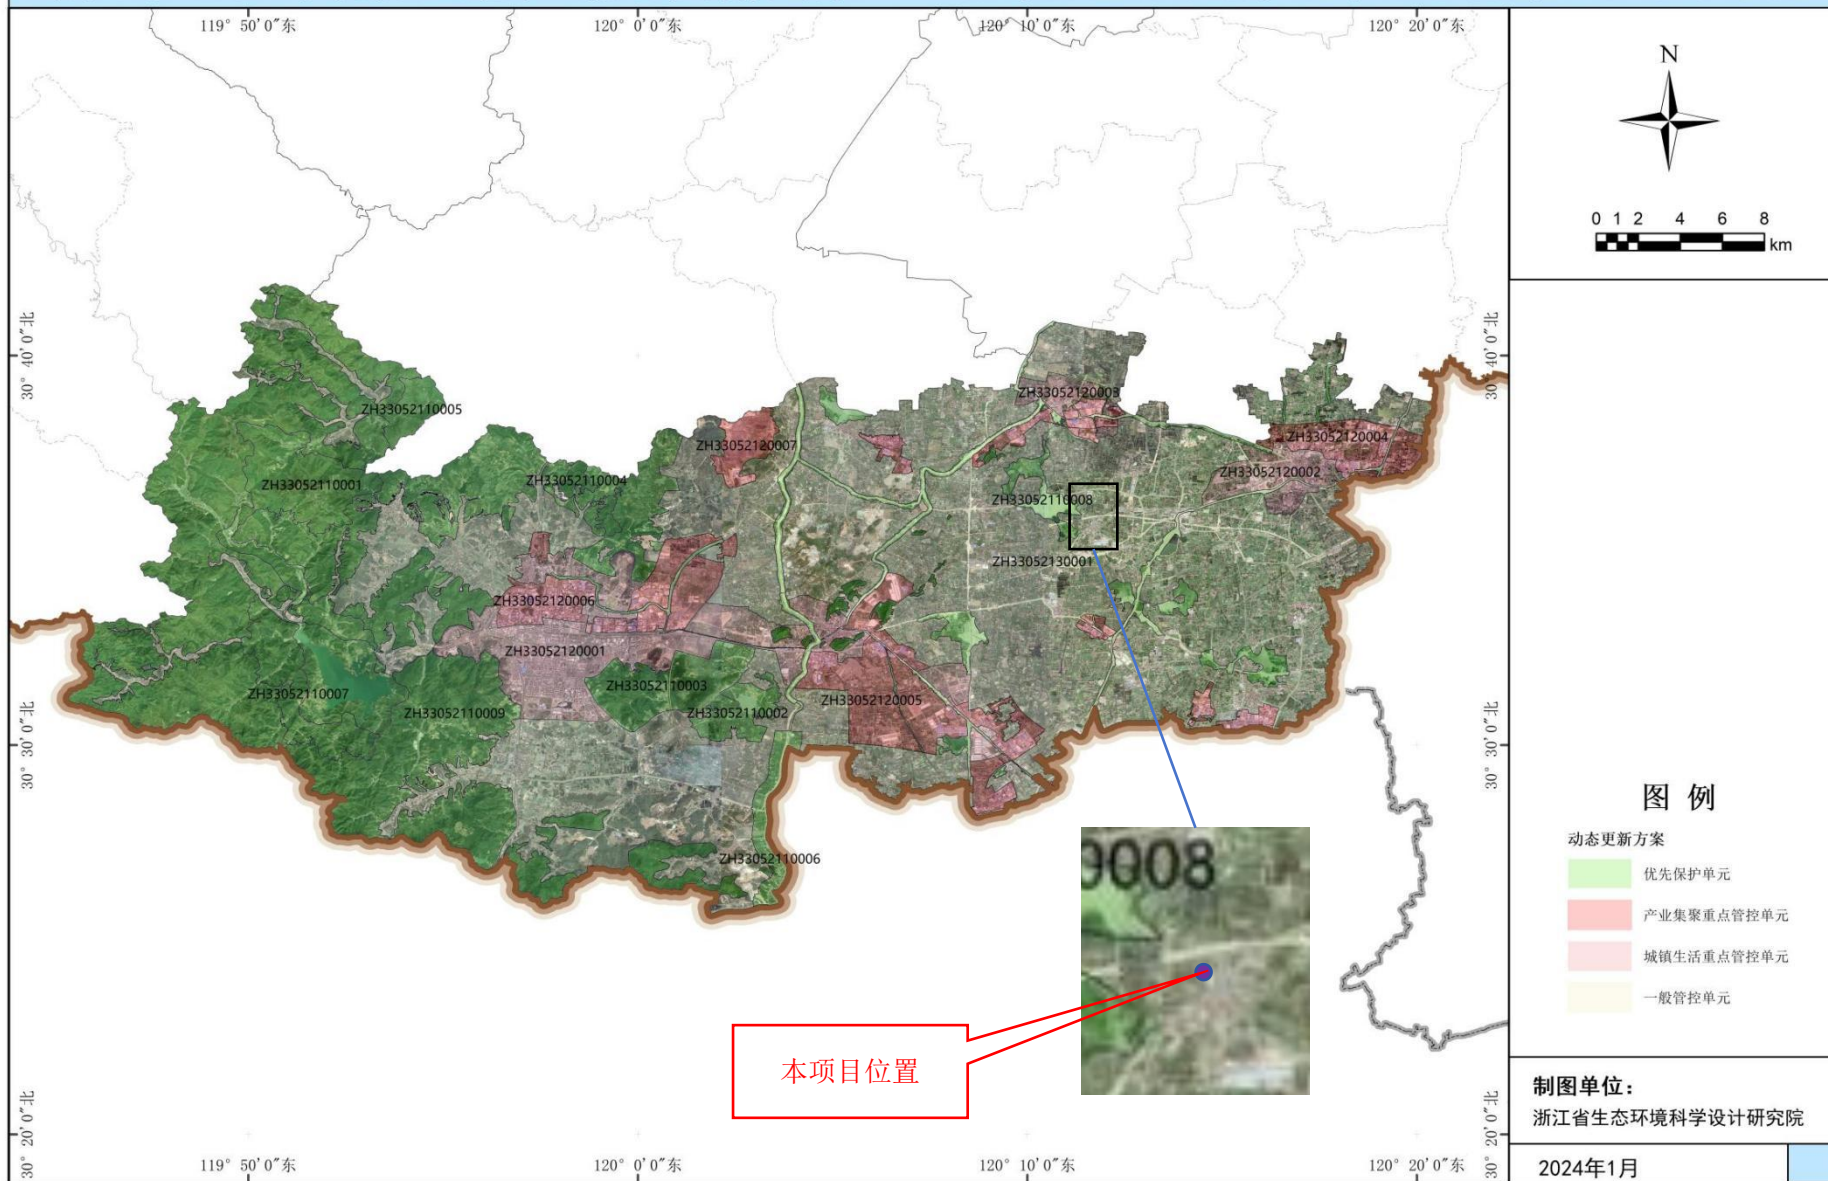 119° 50′0″东
120° 0′0″东
120° 10′0″东
120° 20′0″东
N
0 1 2 4 6 8
km
30° 40′0″北
30° 40′0″北
ZH33052110005
ZH33052120003
ZH33052120007
ZH33052120004
ZH33052110001
ZH33052110004
ZH33052120002
ZH33052110008
ZH33052130001
ZH33052120006
ZH33052120001
ZH33052110003
ZH33052110007
ZH33052110009
ZH33052110002
ZH33052120005
30° 30′0″北
30° 30′0″北
ZH33052110006
0008
本项目位置
图 例
动态更新方案
优先保护单元
产业集聚重点管控单元
城镇生活重点管控单元
一般管控单元
制图单位：
浙江省生态环境科学设计研究院
2024年1月
30° 20′0″北
30° 20′0″北
119° 50′0″东
120° 0′0″东
120° 10′0″东
120° 20′0″东